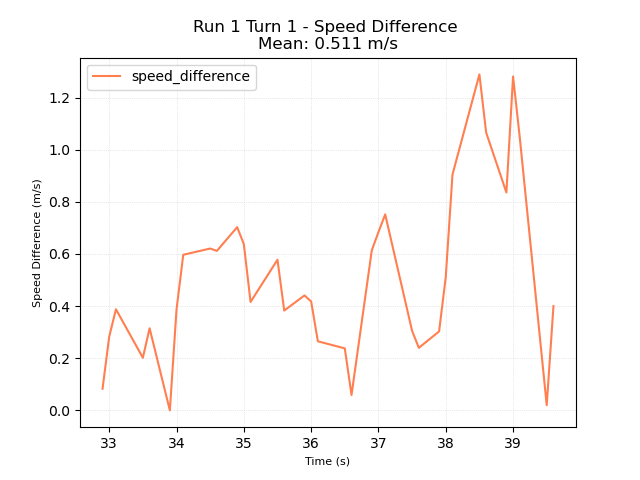 Run 1 Turn 1 - Speed Difference
Mean: 0.511 m/s
speed_difference
1.2
1.0
0.8
0.6
0.4
0.2
0.0
Speed Difference (m/s)
33 34 35 36 37 38 39
Time (s)